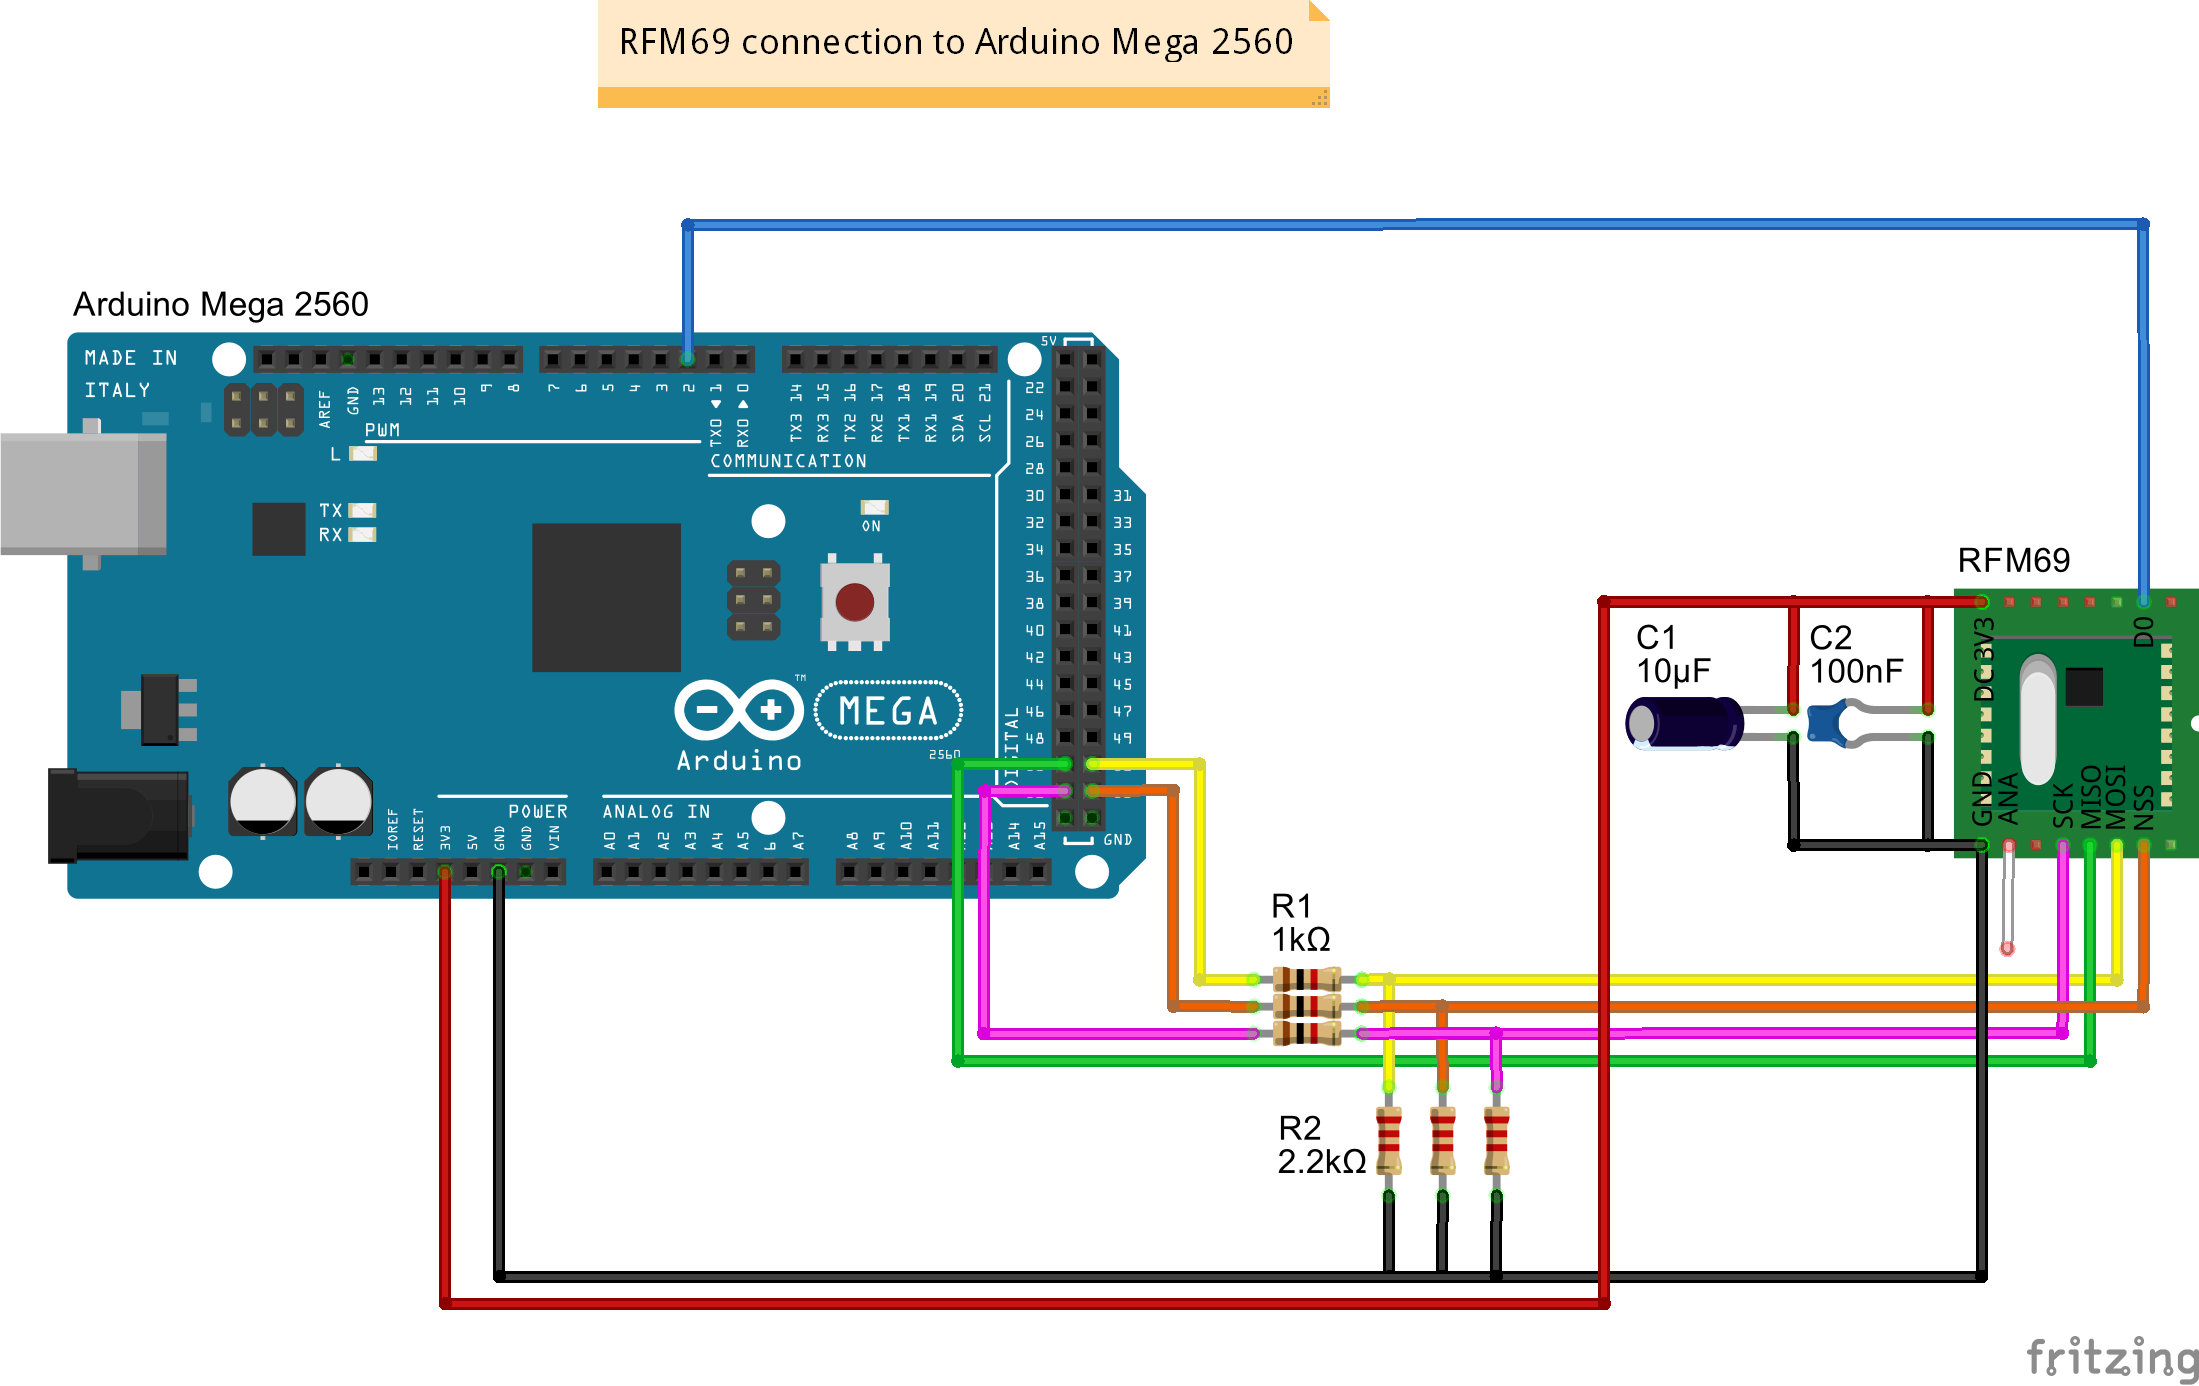 RFM69 connection to Arduino Mega 2560
Arduino Mega 2560
MADE IN
ITALY
AREF
GND
13
12
11
10
9
8
7
6
5
4
3
2
TX0 ◄ 1
RX0 ► 0
TX3 14
RX3 15
TX2 16
RX2 17
TX1 18
RX1 19
SDA 20
SCL 21
PWM
COMMUNICATION
L
TX
RX
ON
5V
22
24
26
28
30 31
32 33
34 35
36 37
38 39
40 41
42 43
44 45
46 47
48 49
GND
DIGITAL
MEGA
2560
TM
Arduino
POWER
ANALOG IN
IOREF
RESET
3V3
5V
GND
GND
VIN
A0
A1
A2
A3
A4
A5
6
A7
A8
A9
A10
A11
A14
A15
RFM69
DC 3V3
D0
GND
ANA
SCK
MISO
MOSI
NSS
C1
10µF
C2
100nF
R1
1kΩ
R2
2.2kΩ
fritzing